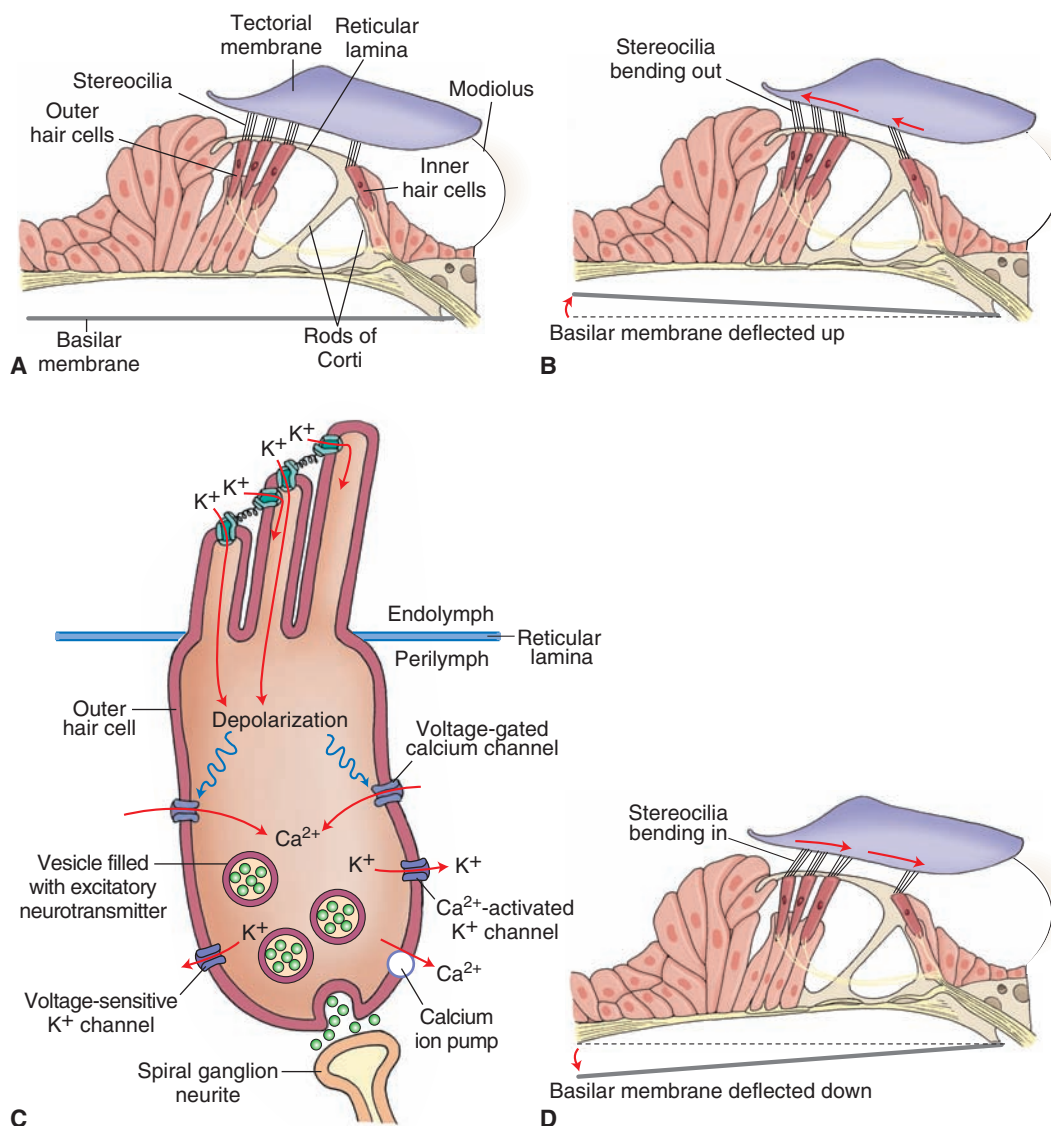 A
Tectorial
membrane
Reticular
lamina
Stereocilia
Modiolus
Outer
hair cells
Inner
hair cells
Basilar
membrane
Rods of
Corti
B
Stereocilia
bending out
Basilar membrane deflected up
C
K+
K+
K+
K+
Endolymph
Reticular
lamina
Perilymph
Outer
hair cell
Depolarization
Voltage-gated
calcium channel
Ca2+
Vesicle filled
with excitatory
neurotransmitter
K+
K+
Ca2+-activated
K+ channel
K+
Ca2+
Voltage-sensitive
K+ channel
Calcium
ion pump
Spiral ganglion
neurite
D
Stereocilia
bending in
Basilar membrane deflected down